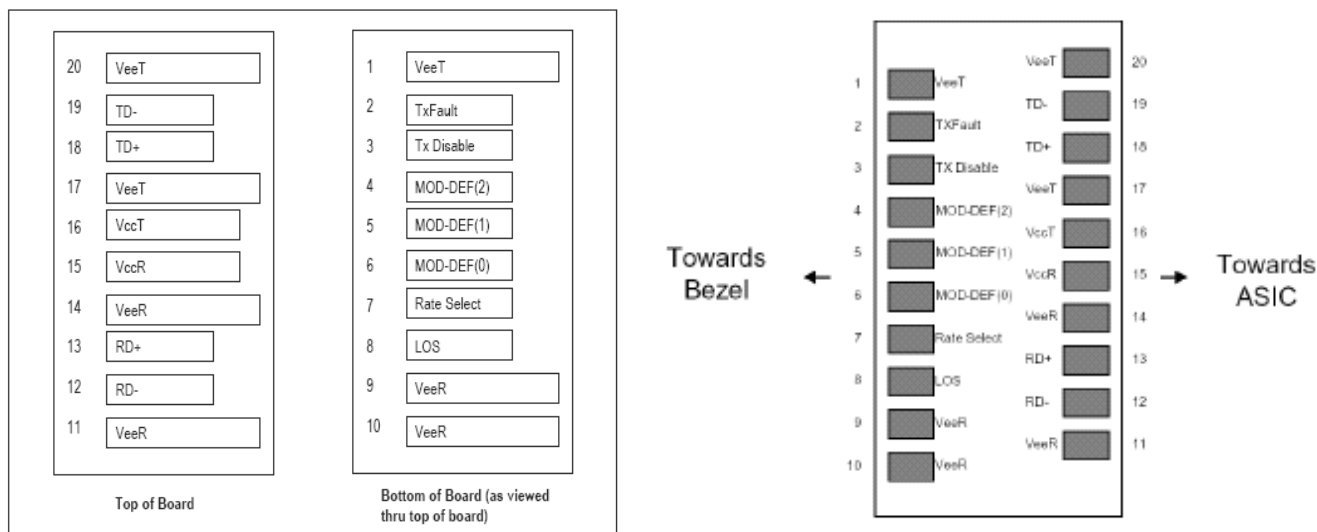 20 VeeT
19 TD-
18 TD+
17 VeeT
16 VccT
15 VccR
14 VeeR
13 RD+
12 RD-
11 VeeR
Top of Board
1 VeeT
2 TxFault
3 Tx Disable
4 MOD-DEF(2)
5 MOD-DEF(1)
6 MOD-DEF(0)
7 Rate Select
8 LOS
9 VeeR
10 VeeR
Bottom of Board (as viewed
thru top of board)
Towards
Bezel
1 VeeT
2 TXFault
3 TX Disable
4 MOD-DEF(2)
5 MOD-DEF(1)
6 MOD-DEF(0)
7 Rate Select
8 LOS
9 VeeR
10 VeeR
VeeT 20
TD- 19
TD+ 18
VeeT 17
VccT 16
VccR 15
VeeR 14
RD+ 13
RD- 12
VeeR 11
Towards
ASIC